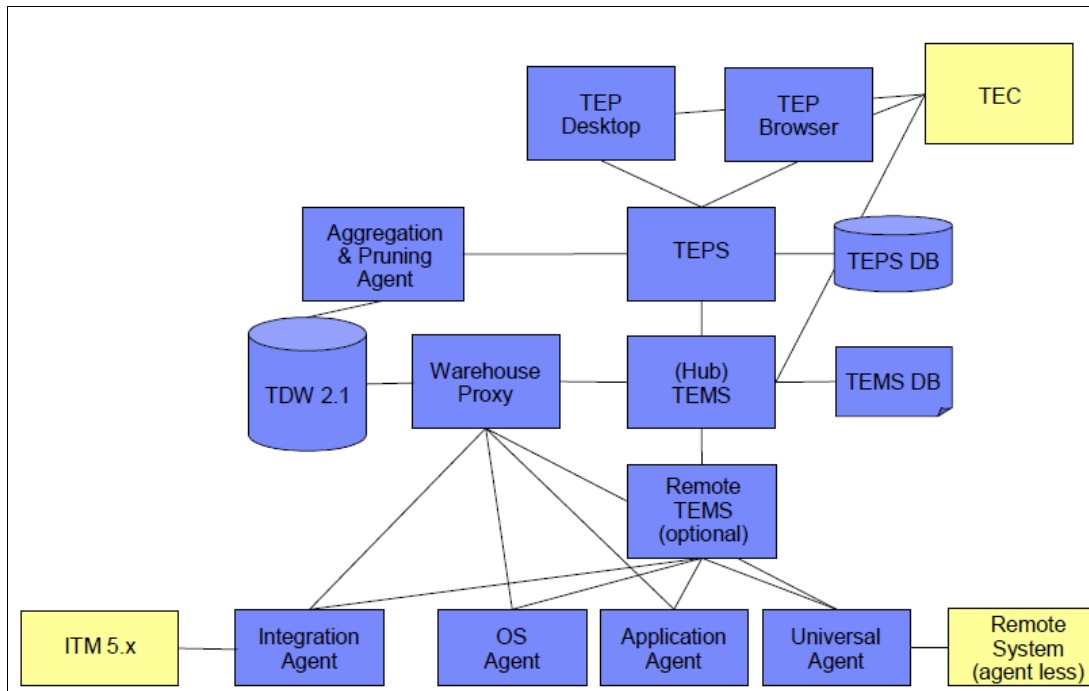 TEP
Desktop
TEP
Browser
TEC
Aggregation
& Pruning
Agent
TEPS
TEPS DB
TDW 2.1
Warehouse
Proxy
(Hub)
TEMS
TEMS DB
Remote
TEMS
(optional)
ITM 5.x
Integration
Agent
OS
Agent
Application
Agent
Universal
Agent
Remote
System
(agent less)